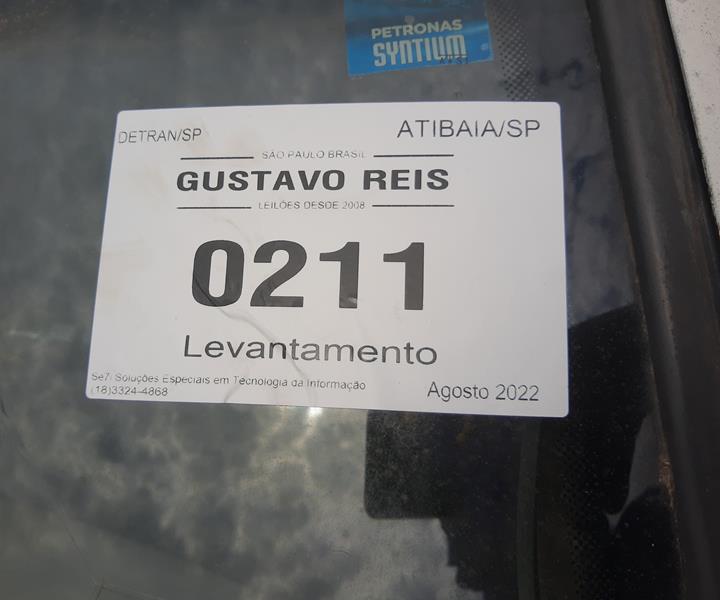 PETRONAS
SYNTIUM
DETRAN/SP
ATIBAIA/SP
SÃO PAULO BRASIL
GUSTAVO REIS
LEILÕES DESDE 2008
0211
Levantamento
Se7i Soluções Especiais em Tecnologia da Informação
(18)3324-4868
Agosto 2022